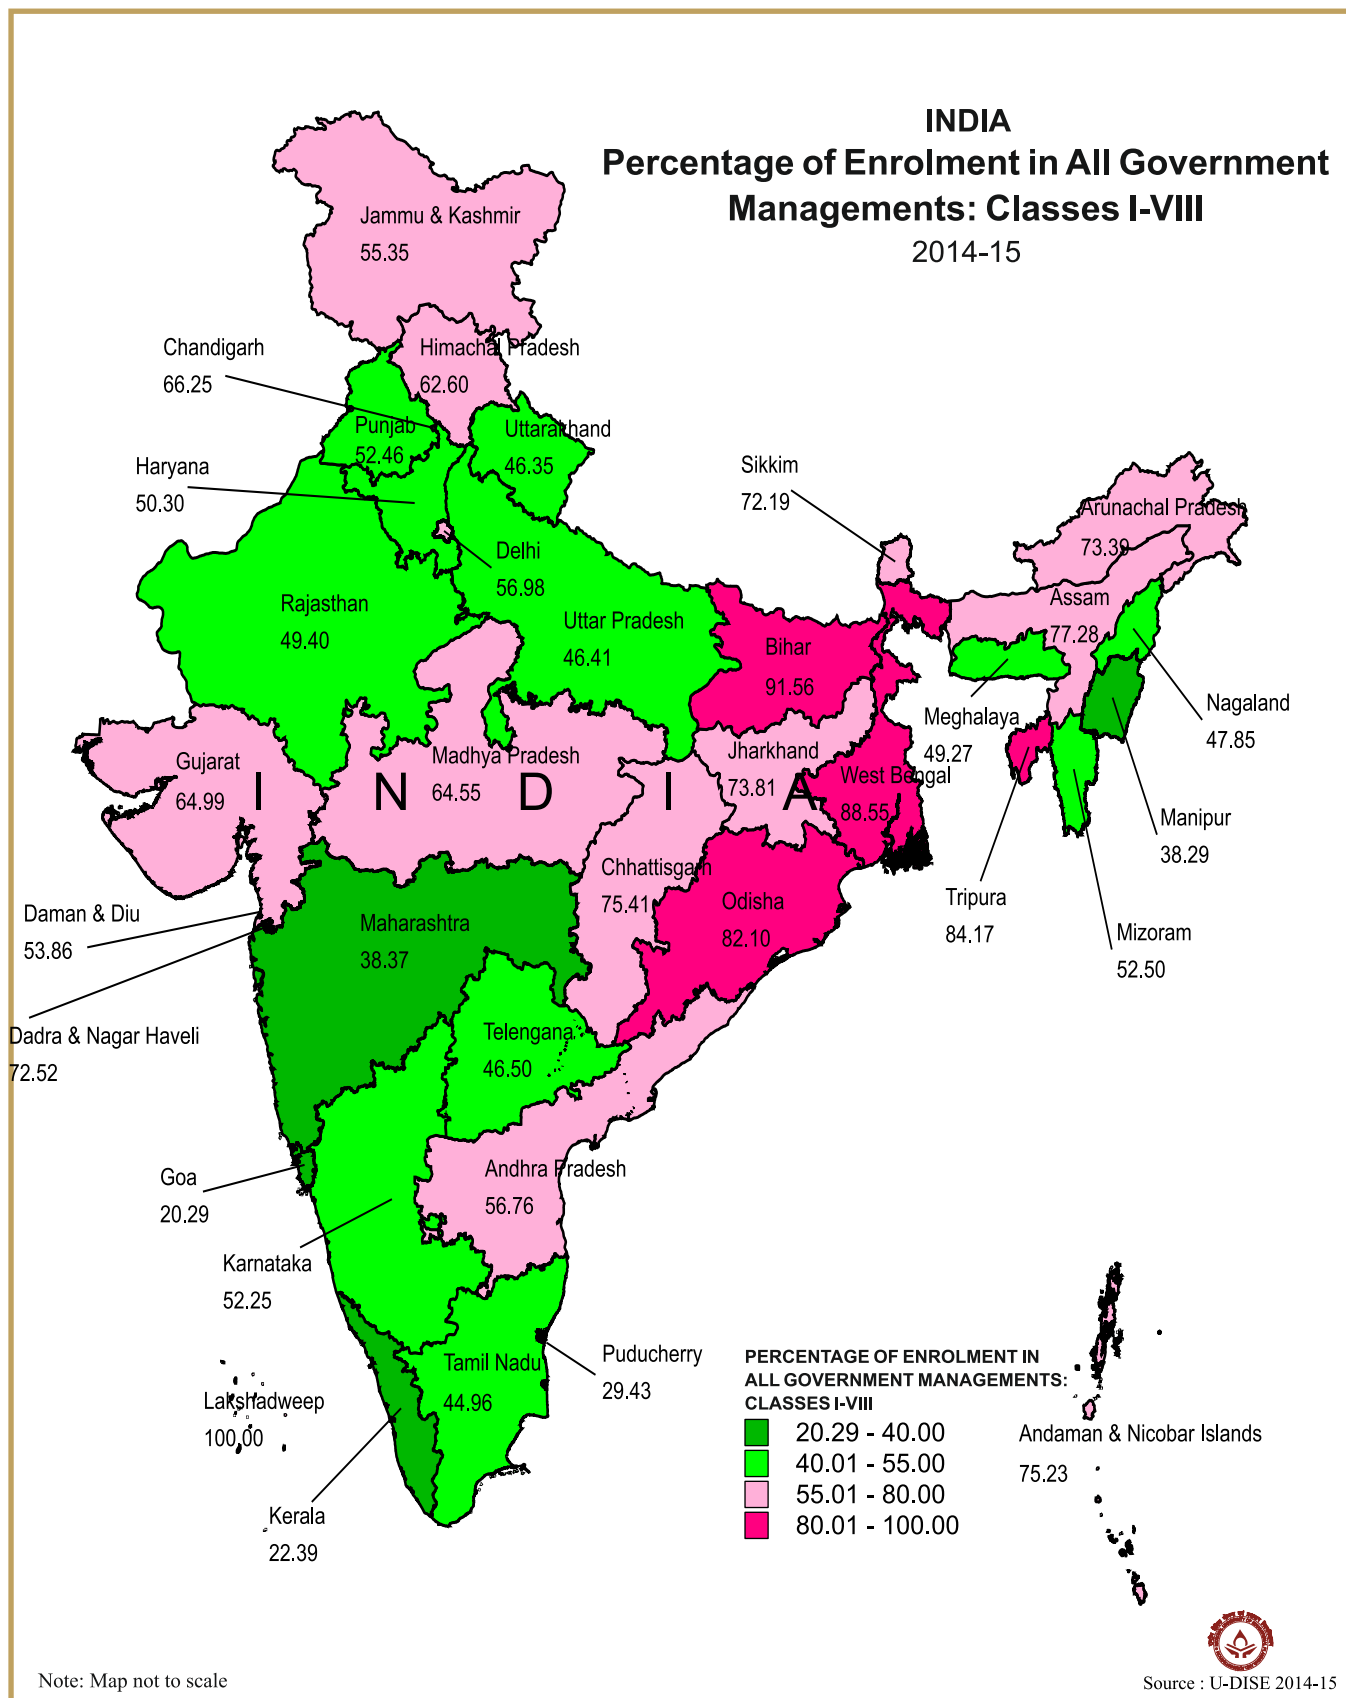 INDIA
Percentage of Enrolment in All Government
Managements: Classes I-VIII
2014-15
Jammu & Kashmir
55.35
Chandigarh
66.25
Himachal Pradesh
62.60
Punjab
52.46
Uttarakhand
46.35
Haryana
50.30
Sikkim
72.19
Arunachal Pradesh
73.39
Delhi
56.98
Rajasthan
49.40
Uttar Pradesh
46.41
Bihar
91.56
Assam
77.28
Nagaland
47.85
Meghalaya
49.27
Gujarat
64.99
Madhya Pradesh
64.55
Jharkhand
73.81
West Bengal
88.55
I N D I A
Manipur
38.29
Chhattisgarh
75.41
Odisha
82.10
Tripura
84.17
Mizoram
52.50
Daman & Diu
53.86
Maharashtra
38.37
Dadra & Nagar Haveli
72.52
Telengana
46.50
Goa
20.29
Andhra Pradesh
56.76
Karnataka
52.25
Puducherry
29.43
Tamil Nadu
44.96
Lakshadweep
100.00
Kerala
22.39
PERCENTAGE OF ENROLMENT IN
ALL GOVERNMENT MANAGEMENTS:
CLASSES I-VIII
20.29 - 40.00
40.01 - 55.00
55.01 - 80.00
80.01 - 100.00
Andaman & Nicobar Islands
75.23
Note: Map not to scale
Source : U-DISE 2014-15